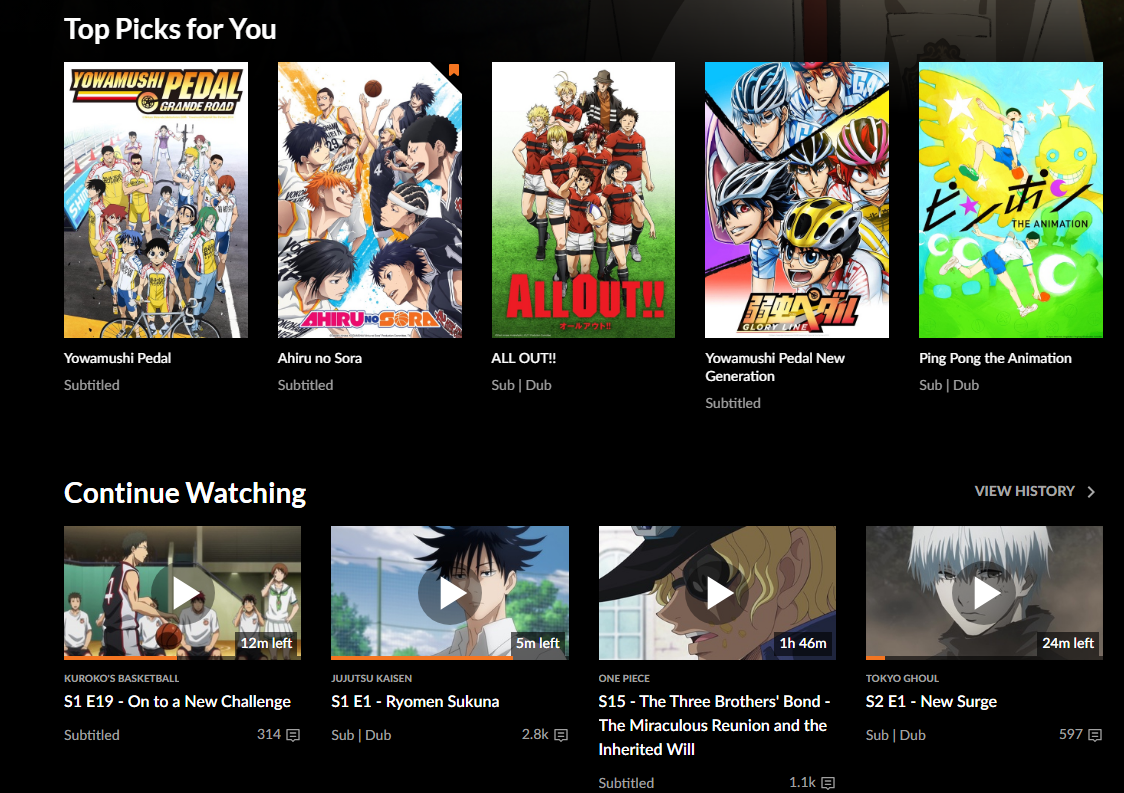 Top Picks for You
YOWAMUSHI PEDAL
GRANDE ROAD
AHIRU NO SORA
ALL OUT!!
オールアウト!!
弱虫ペダル
GLORY LINE
ピンポン
THE ANIMATION
Yowamushi Pedal
Subtitled
Ahiru no Sora
Subtitled
ALL OUT!!
Sub | Dub
Yowamushi Pedal New
Generation
Subtitled
Ping Pong the Animation
Sub | Dub
Continue Watching
VIEW HISTORY
12m left
5m left
1h 46m
24m left
KUROKO'S BASKETBALL
S1 E19 - On to a New Challenge
Subtitled
314
JUJUTSU KAISEN
S1 E1 - Ryomen Sukuna
Sub | Dub
2.8k
ONE PIECE
S15 - The Three Brothers' Bond -
The Miraculous Reunion and the
Inherited Will
Subtitled
1.1k
TOKYO GHOUL
S2 E1 - New Surge
Sub | Dub
597